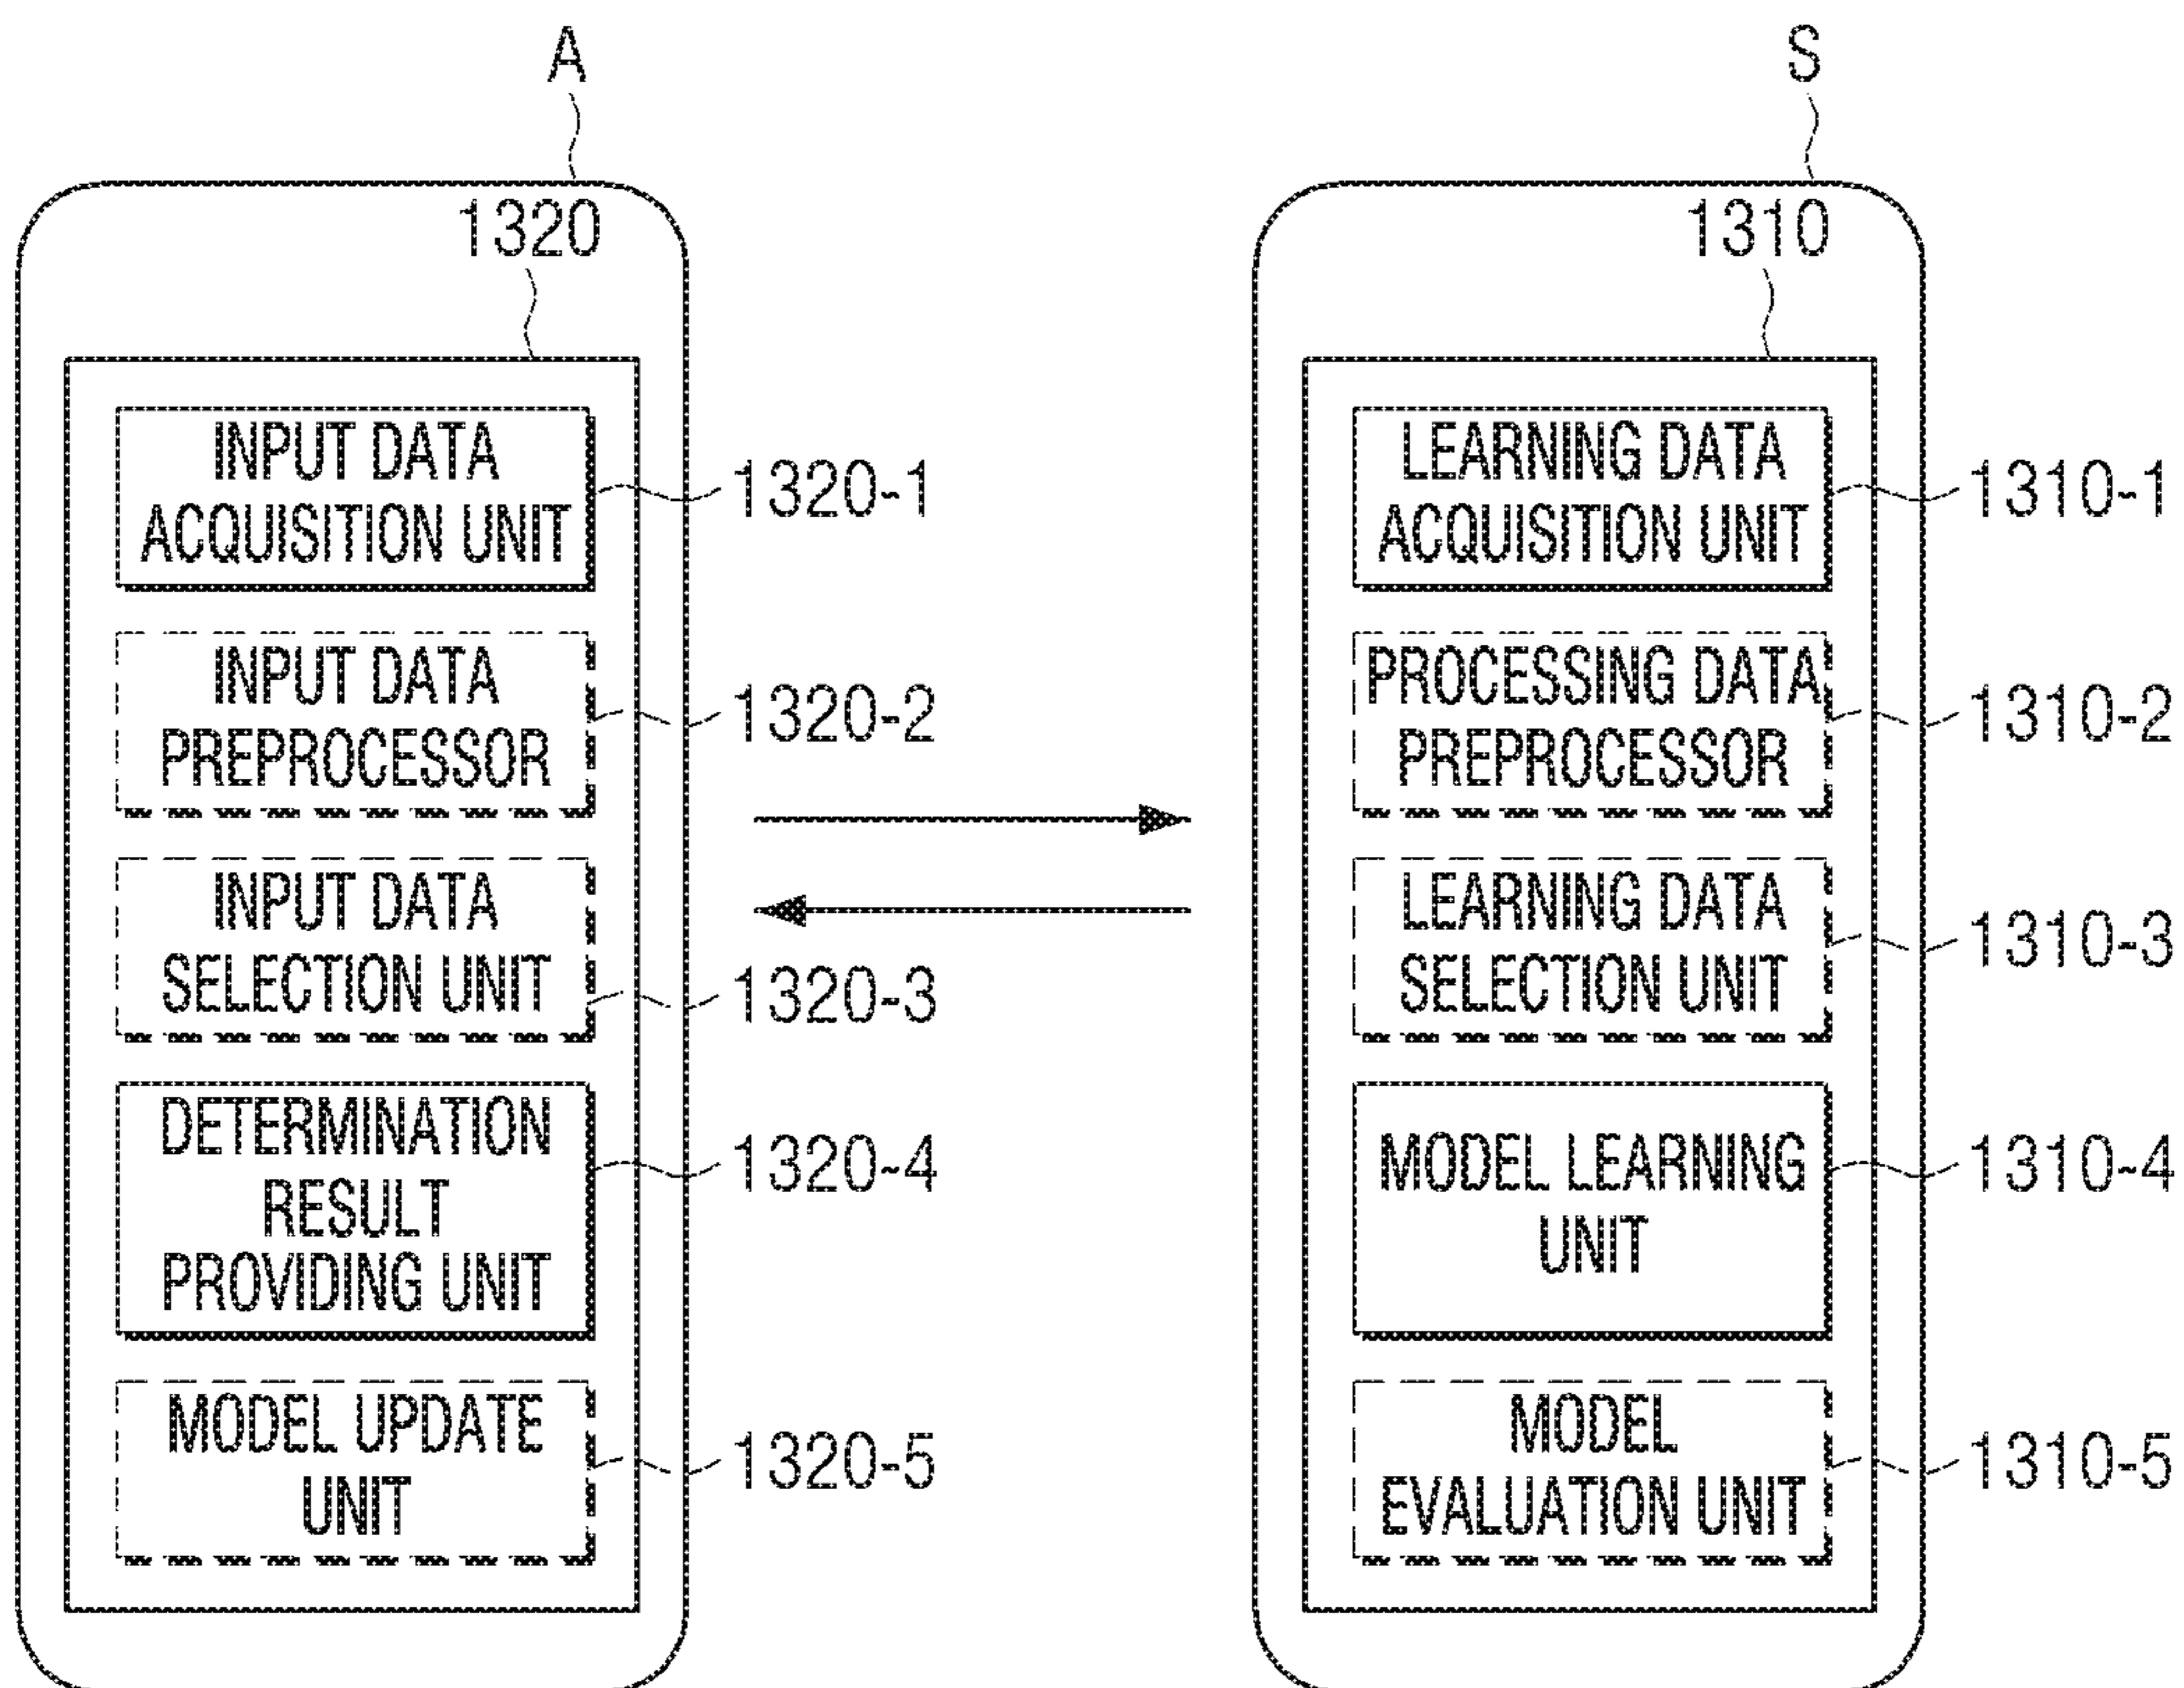 A
1320
INPUT DATA
ACQUISITION UNIT
1320-1
INPUT DATA
PREPROCESSOR
1320-2
INPUT DATA
SELECTION UNIT
1320-3
DETERMINATION
RESULT
PROVIDING UNIT
1320-4
MODEL UPDATE
UNIT
1320-5
S
1310
LEARNING DATA
ACQUISITION UNIT
1310-1
PROCESSING DATA
PREPROCESSOR
1310-2
LEARNING DATA
SELECTION UNIT
1310-3
MODEL LEARNING
UNIT
1310-4
MODEL
EVALUATION UNIT
1310-5